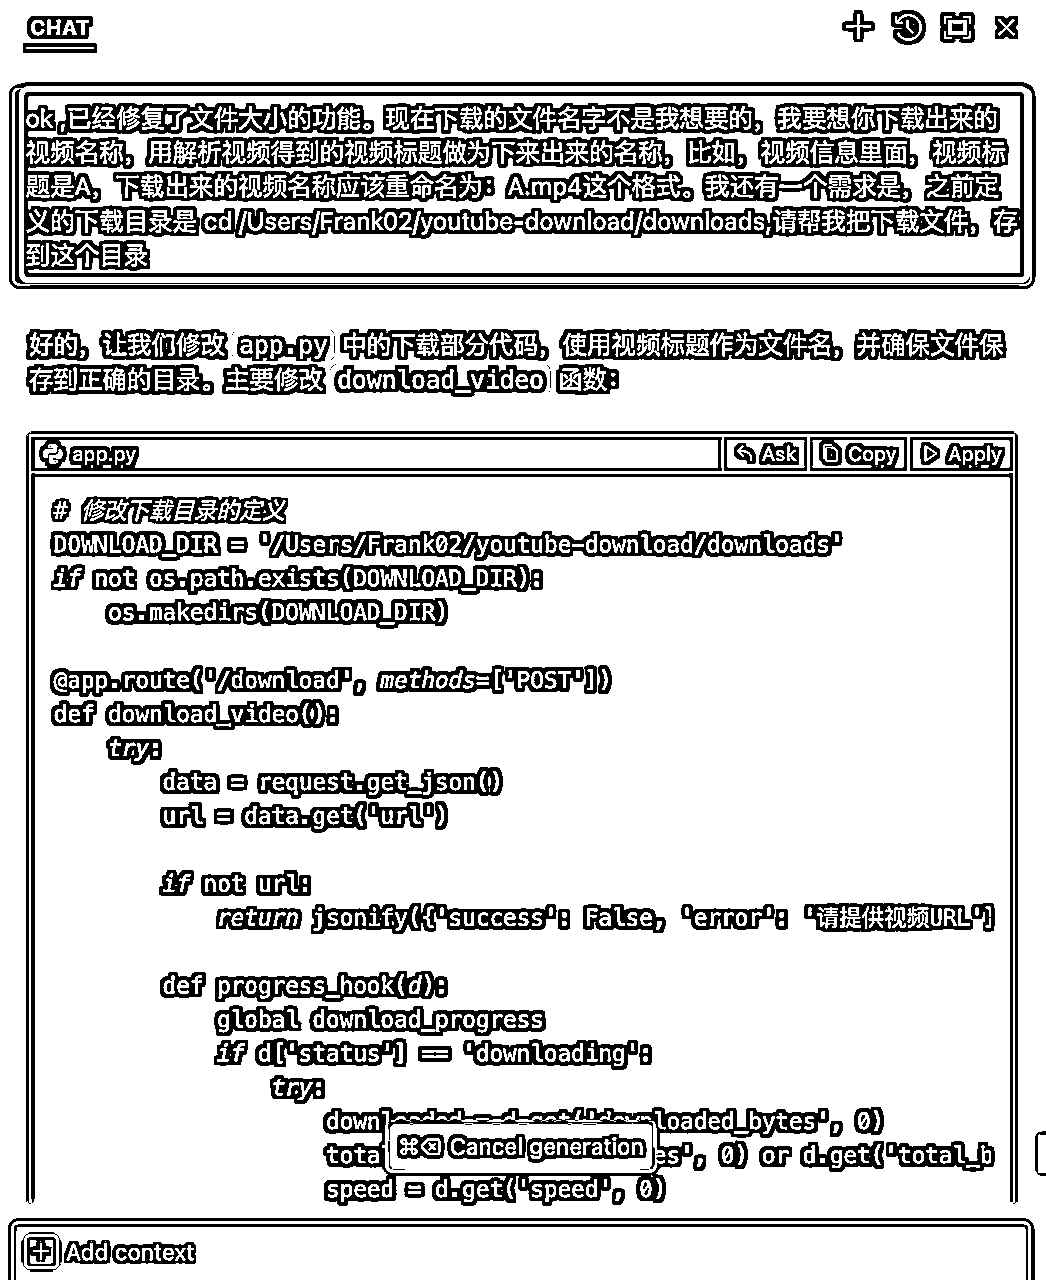 CHAT
ok ,已经修复了文件大小的功能。现在下载的文件名字不是我想要的，我要想你下载出来的
视频名称，用解析视频得到的视频标题做为下来出来的名称，比如，视频信息里面，视频标
题是A，下载出来的视频名称应该重命名为：A.mp4这个格式。我还有一个需求是，之前定
义的下载目录是 cd /Users/Frank02/youtube-download/downloads,请帮我把下载文件，存
到这个目录
好的，让我们修改 app.py 中的下载部分代码，使用视频标题作为文件名，并确保文件保
存到正确的目录。主要修改 download_video 函数：
app.py Ask Copy Apply
# 修改下载目录的定义
DOWNLOAD_DIR = '/Users/Frank02/youtube-download/downloads'
if not os.path.exists(DOWNLOAD_DIR):
    os.makedirs(DOWNLOAD_DIR)
@app.route('/download', methods=['POST'])
def download_video():
    try:
        data = request.get_json()
        url = data.get('url')
        if not url:
            return jsonify({'success': False, 'error': '请提供视频URL'}
        def progress_hook(d):
            global download_progress
            if d['status'] == 'downloading':
                try:
                    downloaded = d.get('downloaded_bytes', 0)
                    tota es', 0) or d.get('total_b
⌘⌫ Cancel generation
                    speed = d.get('speed', 0)
Add context